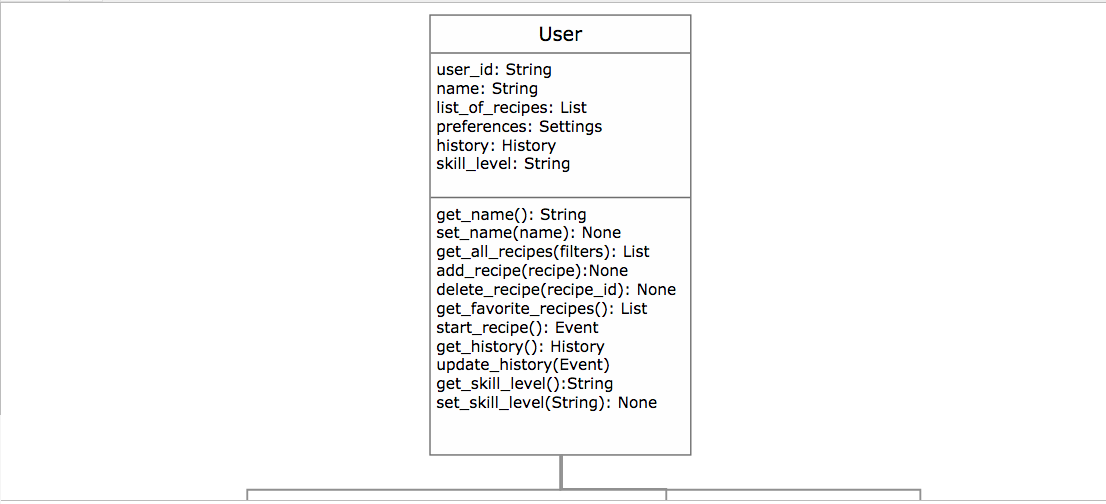 User
user_id: String
name: String
list_of_recipes: List
preferences: Settings
history: History
skill_level: String
get_name(): String
set_name(name): None
get_all_recipes(filters): List
add_recipe(recipe):None
delete_recipe(recipe_id): None
get_favorite_recipes(): List
start_recipe(): Event
get_history(): History
update_history(Event)
get_skill_level():String
set_skill_level(String): None